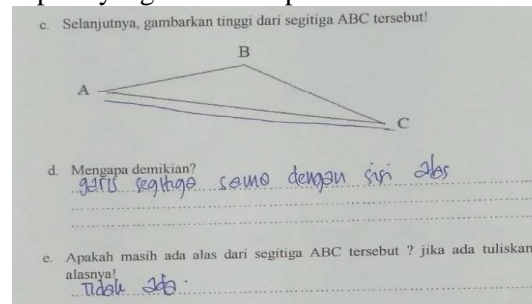 c. Selanjutnya, gambarkan tinggi dari segitiga ABC tersebut!
B
A
C
d. Mengapa demikian?
garis segitiga sama dengan sisi alas
e. Apakah masih ada alas dari segitiga ABC tersebut ? jika ada tuliskan
alasnya!
Tidak ada.